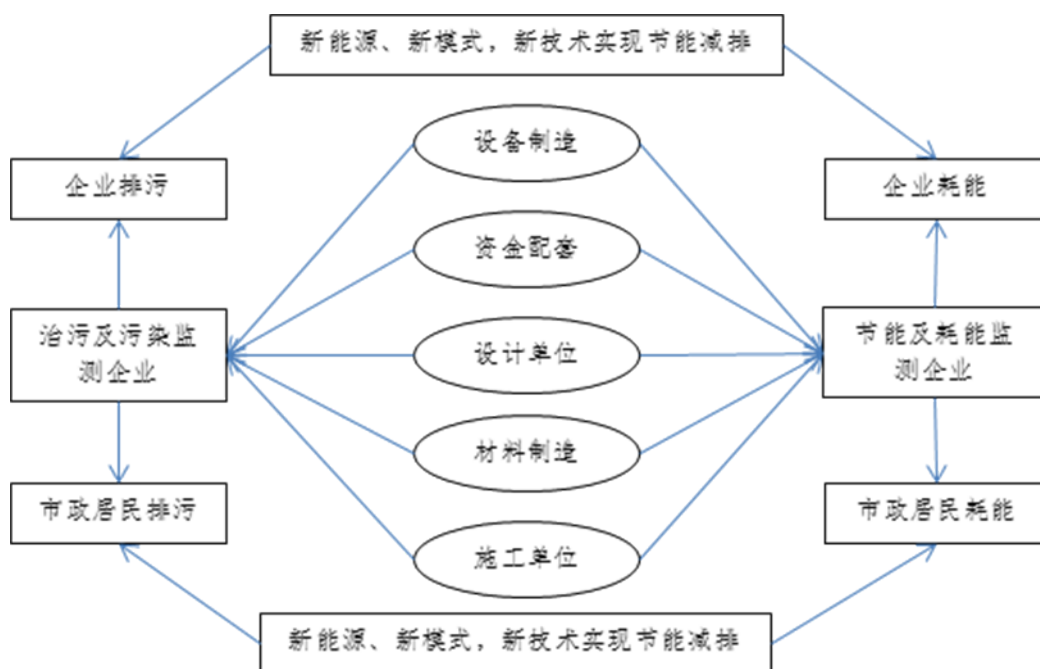 新能源、新模式，新技术实现节能减排
设备制造
企业排污
企业耗能
资金配套
治污及污染监
测企业
设计单位
节能及耗能监
测企业
材料制造
市政居民排污
市政居民耗能
施工单位
新能源、新模式，新技术实现节能减排